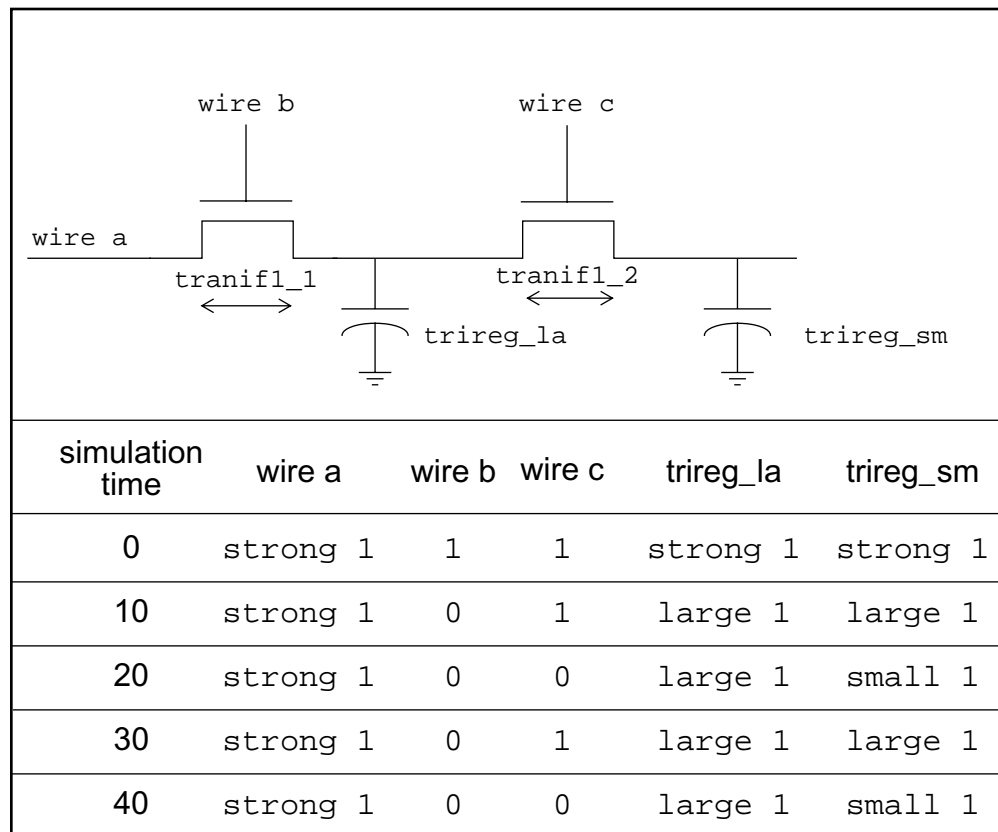 wire b wire c
wire a
tranif1_1 tranif1_2
trireg_la trireg_sm
simulation time wire a wire b wire c trireg_la trireg_sm
0 strong 1 1 1 strong 1 strong 1
10 strong 1 0 1 large 1 large 1
20 strong 1 0 0 large 1 small 1
30 strong 1 0 1 large 1 large 1
40 strong 1 0 0 large 1 small 1